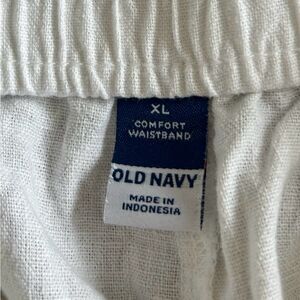 XL
COMFORT
WAISTBAND
OLD NAVY
MADE IN
INDONESIA